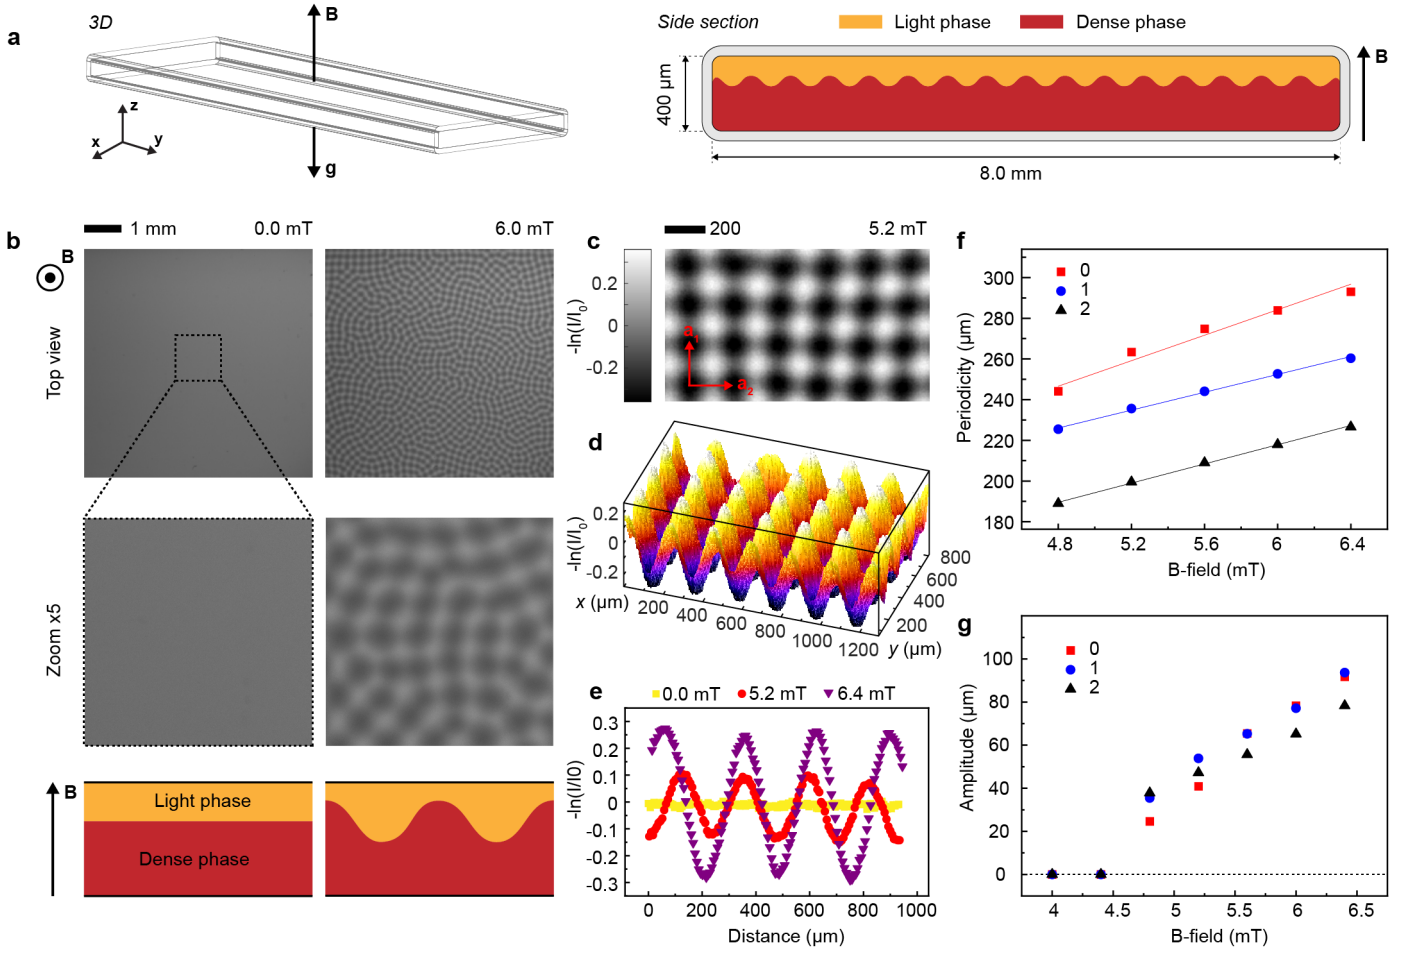 a
3D
B
g
z
x
y
Side section
Light phase
Dense phase
400 µm
B
8.0 mm
b
1 mm
0.0 mT
6.0 mT
B
Top view
Zoom x5
B
Light phase
Dense phase
c
200
5.2 mT
-ln(I/I0)
0.2
0
-0.2
a1
a2
d
-ln(I/I0)
0.2
0
-0.2
x (µm)
200
400
600
800
1000
1200
y (µm)
200
400
600
800
e
0.0 mT
5.2 mT
6.4 mT
-ln(I/I0)
0.3
0.2
0.1
0
-0.1
-0.2
-0.3
0
200
400
600
800
1000
Distance (µm)
f
0
1
2
Periodicity (µm)
300
280
260
240
220
200
180
4.8
5.2
5.6
6
6.4
B-field (mT)
g
0
1
2
Amplitude (µm)
100
80
60
40
20
0
4
4.5
5
5.5
6
6.5
B-field (mT)